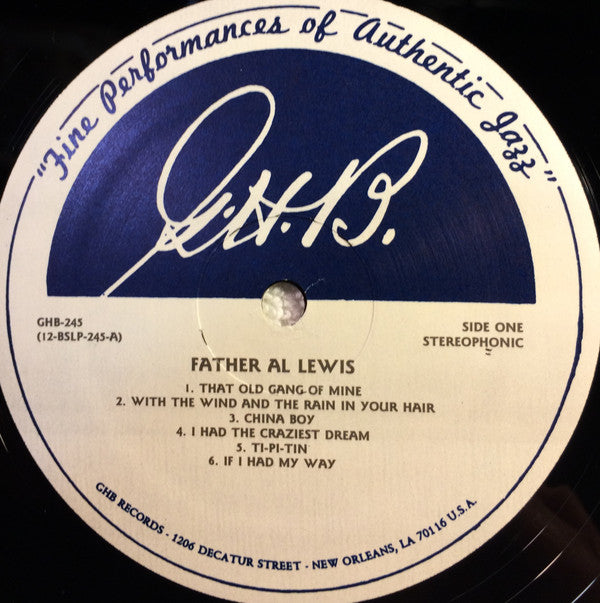 "Fine Performances of Authentic Jazz"
G.H.B.
GHB-245
(12-BSLP-245-A)
SIDE ONE
STEREOPHONIC
FATHER AL LEWIS
1. THAT OLD GANG OF MINE
2. WITH THE WIND AND THE RAIN IN YOUR HAIR
3. CHINA BOY
4. I HAD THE CRAZIEST DREAM
5. TI-PI-TIN
6. IF I HAD MY WAY
GHB RECORDS - 1206 DECATUR STREET - NEW ORLEANS, LA 70116 U.S.A.